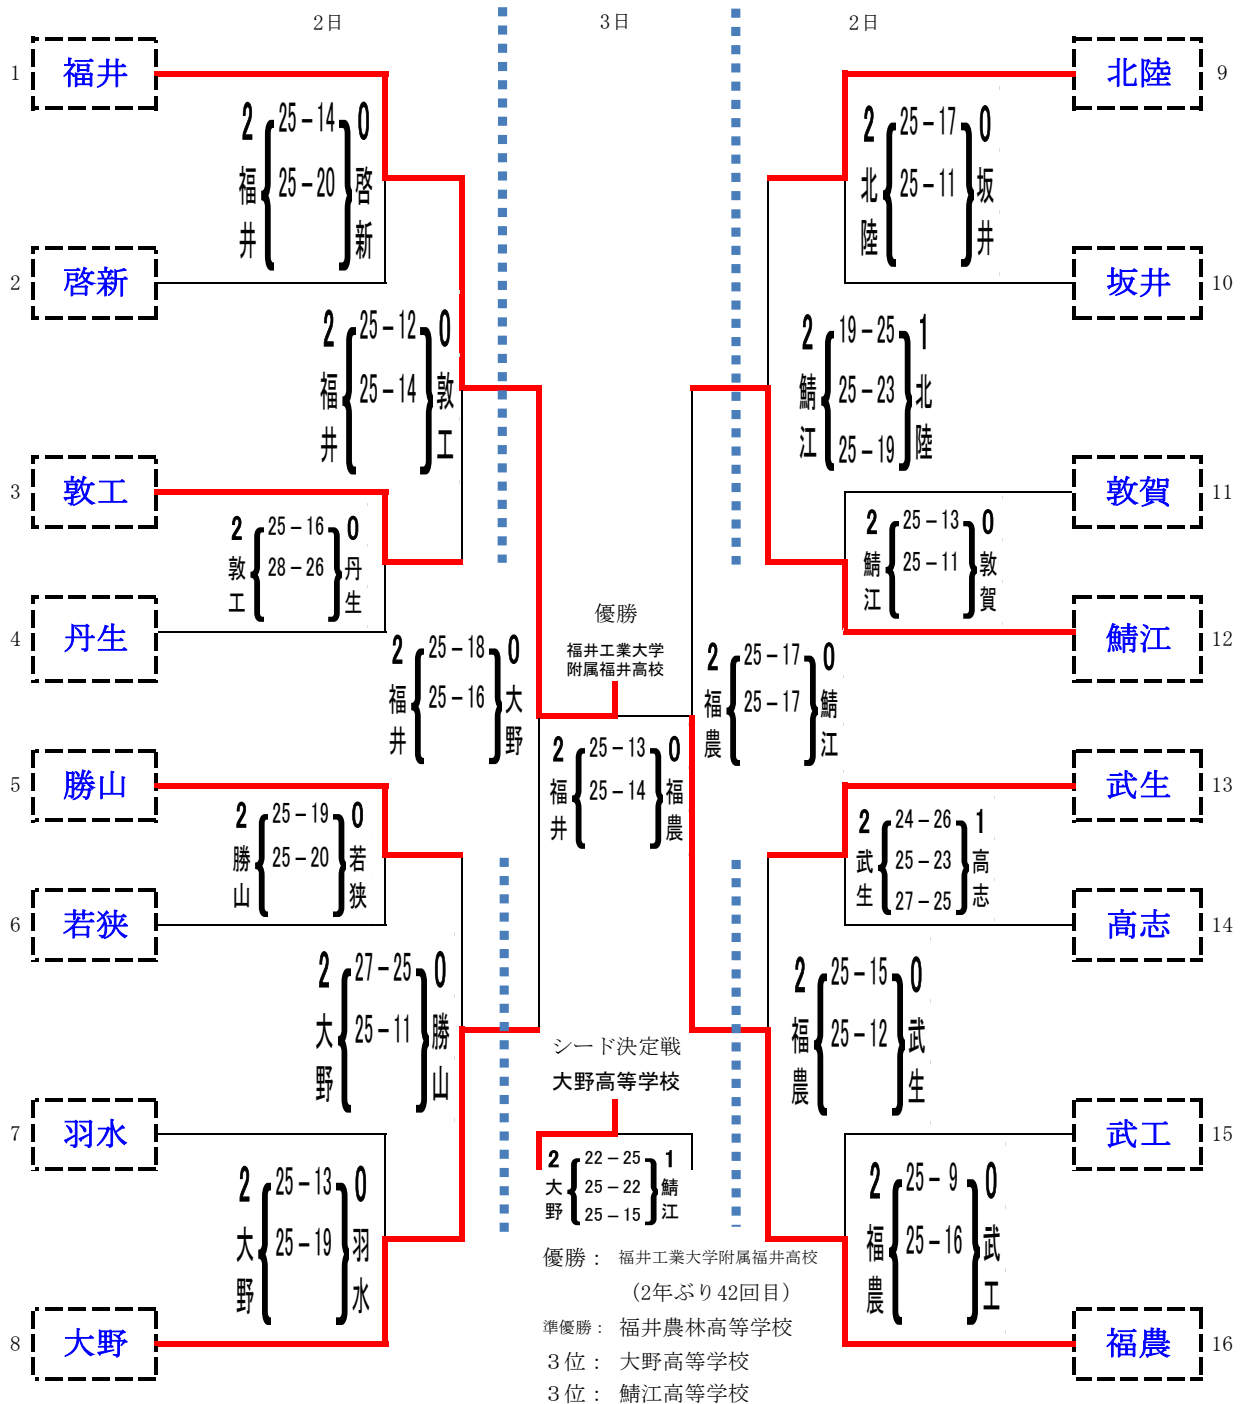 2日
3日
2日
1
福井
2
啓新
3
敦工
4
丹生
5
勝山
6
若狭
7
羽水
8
大野
北陸
9
坂井
10
敦賀
11
鯖江
12
武生
13
高志
14
武工
15
福農
16
2 福井
25－14
25－20
0 啓新
2 福井
25－12
25－14
0 敦工
2 敦工
25－16
28－26
0 丹生
2 福井
25－18
25－16
0 大野
2 勝山
25－19
25－20
0 若狭
2 大野
27－25
25－11
0 勝山
2 大野
25－13
25－19
0 羽水
2 北陸
25－17
25－11
0 坂井
2 鯖江
19－25
25－23
25－19
1 北陸
2 鯖江
25－13
25－11
0 敦賀
2 福農
25－17
25－17
0 鯖江
2 武生
24－26
25－23
27－25
1 高志
2 福農
25－15
25－12
0 武生
2 福農
25－ 9
25－16
0 武工
優勝
福井工業大学
附属福井高校
2 福井
25－13
25－14
0 福農
シード決定戦
大野高等学校
2 大野
22－25
25－22
25－15
1 鯖江
優勝： 福井工業大学附属福井高校
（2年ぶり42回目）
準優勝： 福井農林高等学校
３位： 大野高等学校
３位： 鯖江高等学校